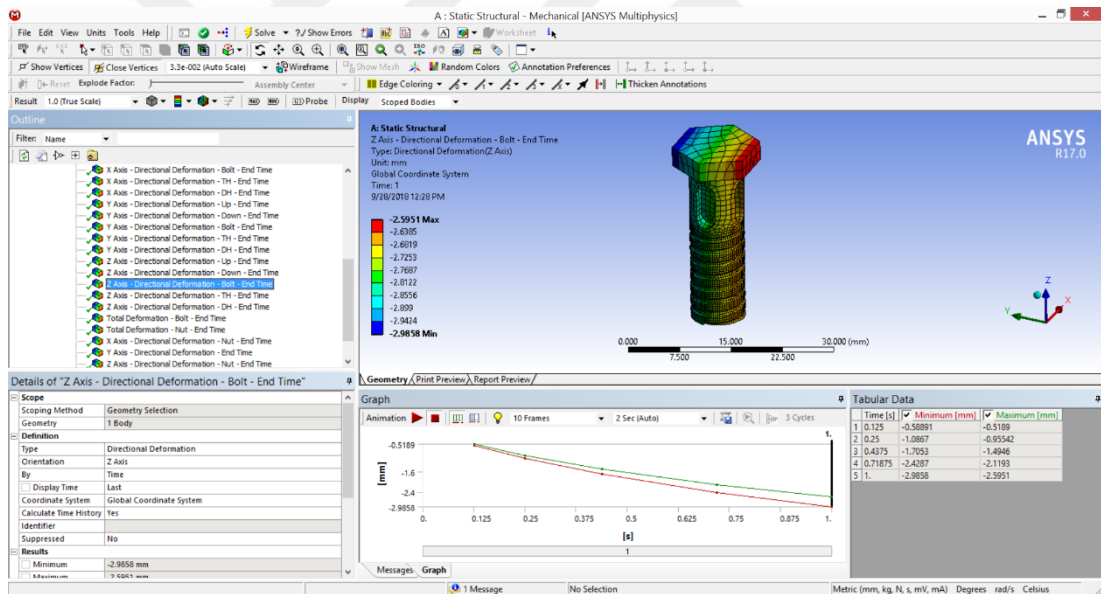 A : Static Structural - Mechanical [ANSYS Multiphysics]
File Edit View Units Tools Help Solve ?/ Show Errors Worksheet
Show Vertices Close Vertices 3.3e-002 (Auto Scale) Wireframe Show Mesh Random Colors Annotation Preferences
Reset Explode Factor: Assembly Center Edge Coloring Thicken Annotations
Result 1.0 (True Scale) Probe Display Scoped Bodies
Outline
Filter: Name
X Axis - Directional Deformation - Bolt - End Time
X Axis - Directional Deformation - TH - End Time
X Axis - Directional Deformation - DH - End Time
Y Axis - Directional Deformation - Up - End Time
Y Axis - Directional Deformation - Down - End Time
Y Axis - Directional Deformation - Bolt - End Time
Y Axis - Directional Deformation - TH - End Time
Y Axis - Directional Deformation - DH - End Time
Z Axis - Directional Deformation - Up - End Time
Z Axis - Directional Deformation - Down - End Time
Z Axis - Directional Deformation - Bolt - End Time
Z Axis - Directional Deformation - TH - End Time
Z Axis - Directional Deformation - DH - End Time
Total Deformation - Bolt - End Time
Total Deformation - Nut - End Time
X Axis - Directional Deformation - Nut - End Time
Y Axis - Directional Deformation - End Time
Z Axis - Directional Deformation - Nut - End Time
Details of "Z Axis - Directional Deformation - Bolt - End Time"
Scope
Scoping Method Geometry Selection
Geometry 1 Body
Definition
Type Directional Deformation
Orientation Z Axis
By Time
Display Time Last
Coordinate System Global Coordinate System
Calculate Time History Yes
Identifier
Suppressed No
Results
Minimum -2.9858 mm
Maximum -2.5951 mm
A: Static Structural
Z Axis - Directional Deformation - Bolt - End Time
Type: Directional Deformation(Z Axis)
Unit: mm
Global Coordinate System
Time: 1
9/28/2018 12:28 PM
-2.5951 Max
-2.6385
-2.6819
-2.7253
-2.7687
-2.8122
-2.8556
-2.899
-2.9424
-2.9858 Min
ANSYS
R17.0
Z
X
Y
0.000 15.000 30.000 (mm)
7.500 22.500
Geometry Print Preview Report Preview
Graph
Animation 10 Frames 2 Sec (Auto) 3 Cycles
1.
-0.5189
-1.6
-2.4
-2.9858
[mm]
0. 0.125 0.25 0.375 0.5 0.625 0.75 0.875 1.
[s]
1
Messages Graph
Tabular Data
Time [s] Minimum [mm] Maximum [mm]
1 0.125 -0.58891 -0.5189
2 0.25 -1.0867 -0.95542
3 0.4375 -1.7053 -1.4946
4 0.71875 -2.4287 -2.1193
5 1. -2.9858 -2.5951
1 Message No Selection Metric (mm, kg, N, s, mV, mA) Degrees rad/s Celsius